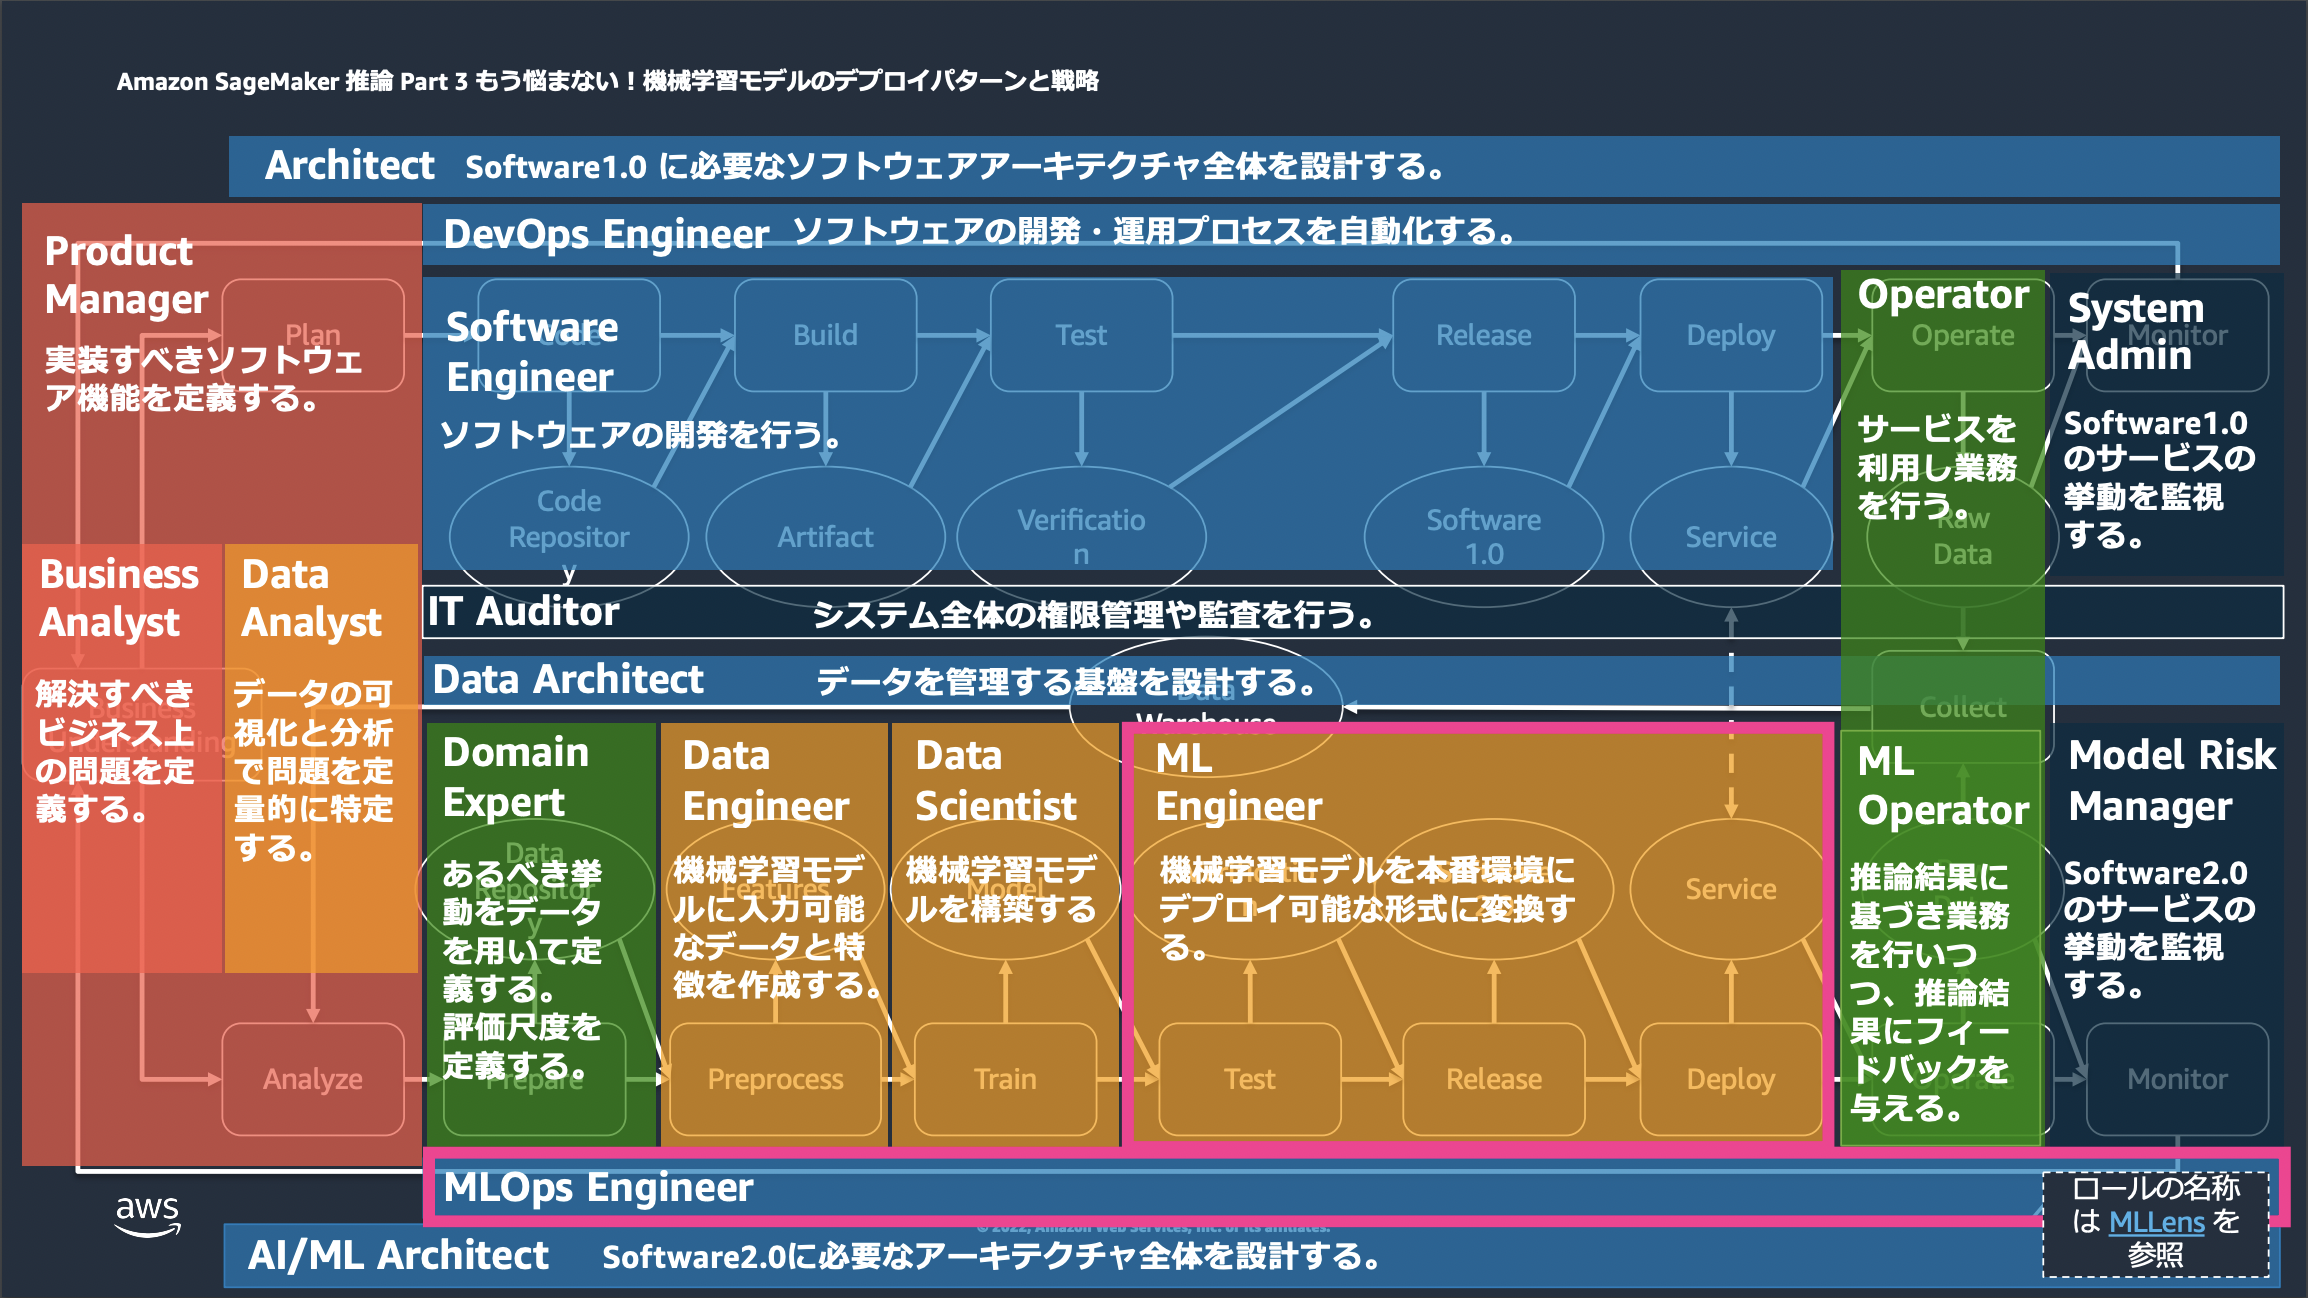 Amazon SageMaker 推論 Part 3 もう悩まない！機械学習モデルのデプロイパターンと戦略
Architect Software1.0 に必要なソフトウェアアーキテクチャ全体を設計する。
DevOps Engineer ソフトウェアの開発・運用プロセスを自動化する。
Product
Manager
実装すべきソフトウェ
ア機能を定義する。
Plan
Software
Engineer
ソフトウェアの開発を行う。
Code
Build
Test
Release
Deploy
Operator
Operate
サービスを
利用し業務
を行う。
System
Admin
Monitor
Software1.0
のサービスの
挙動を監視
する。
Code
Repositor
y
Artifact
Verificatio
n
Software
1.0
Service
Raw
Data
Business
Analyst
解決すべき
ビジネス上
の問題を定
義する。
Business
Understanding
Data
Analyst
データの可
視化と分析
で問題を定
量的に特定
する。
IT Auditor システム全体の権限管理や監査を行う。
Data Architect データを管理する基盤を設計する。
Data
Warehouse
Collect
Domain
Expert
あるべき挙
動をデータ
を用いて定
義する。
評価尺度を
定義する。
Data
Repositor
y
Data
Engineer
機械学習モデ
ルに入力可能
なデータと特
徴を作成する。
Features
Data
Scientist
機械学習モデ
ルを構築する
Model
ML
Engineer
機械学習モデルを本番環境に
デプロイ可能な形式に変換す
る。
Service
ML
Operator
推論結果に
基づき業務
を行いつ
つ、推論結
果にフィー
ドバックを
与える。
Model Risk
Manager
Software2.0
のサービスの
挙動を監視
する。
Analyze
Prepare
Preprocess
Train
Test
Release
Deploy
Operate
Monitor
MLOps Engineer
aws
© 2022, Amazon Web Services, Inc. or its affiliates.
AI/ML Architect Software2.0に必要なアーキテクチャ全体を設計する。
ロールの名称
は MLLens を
参照